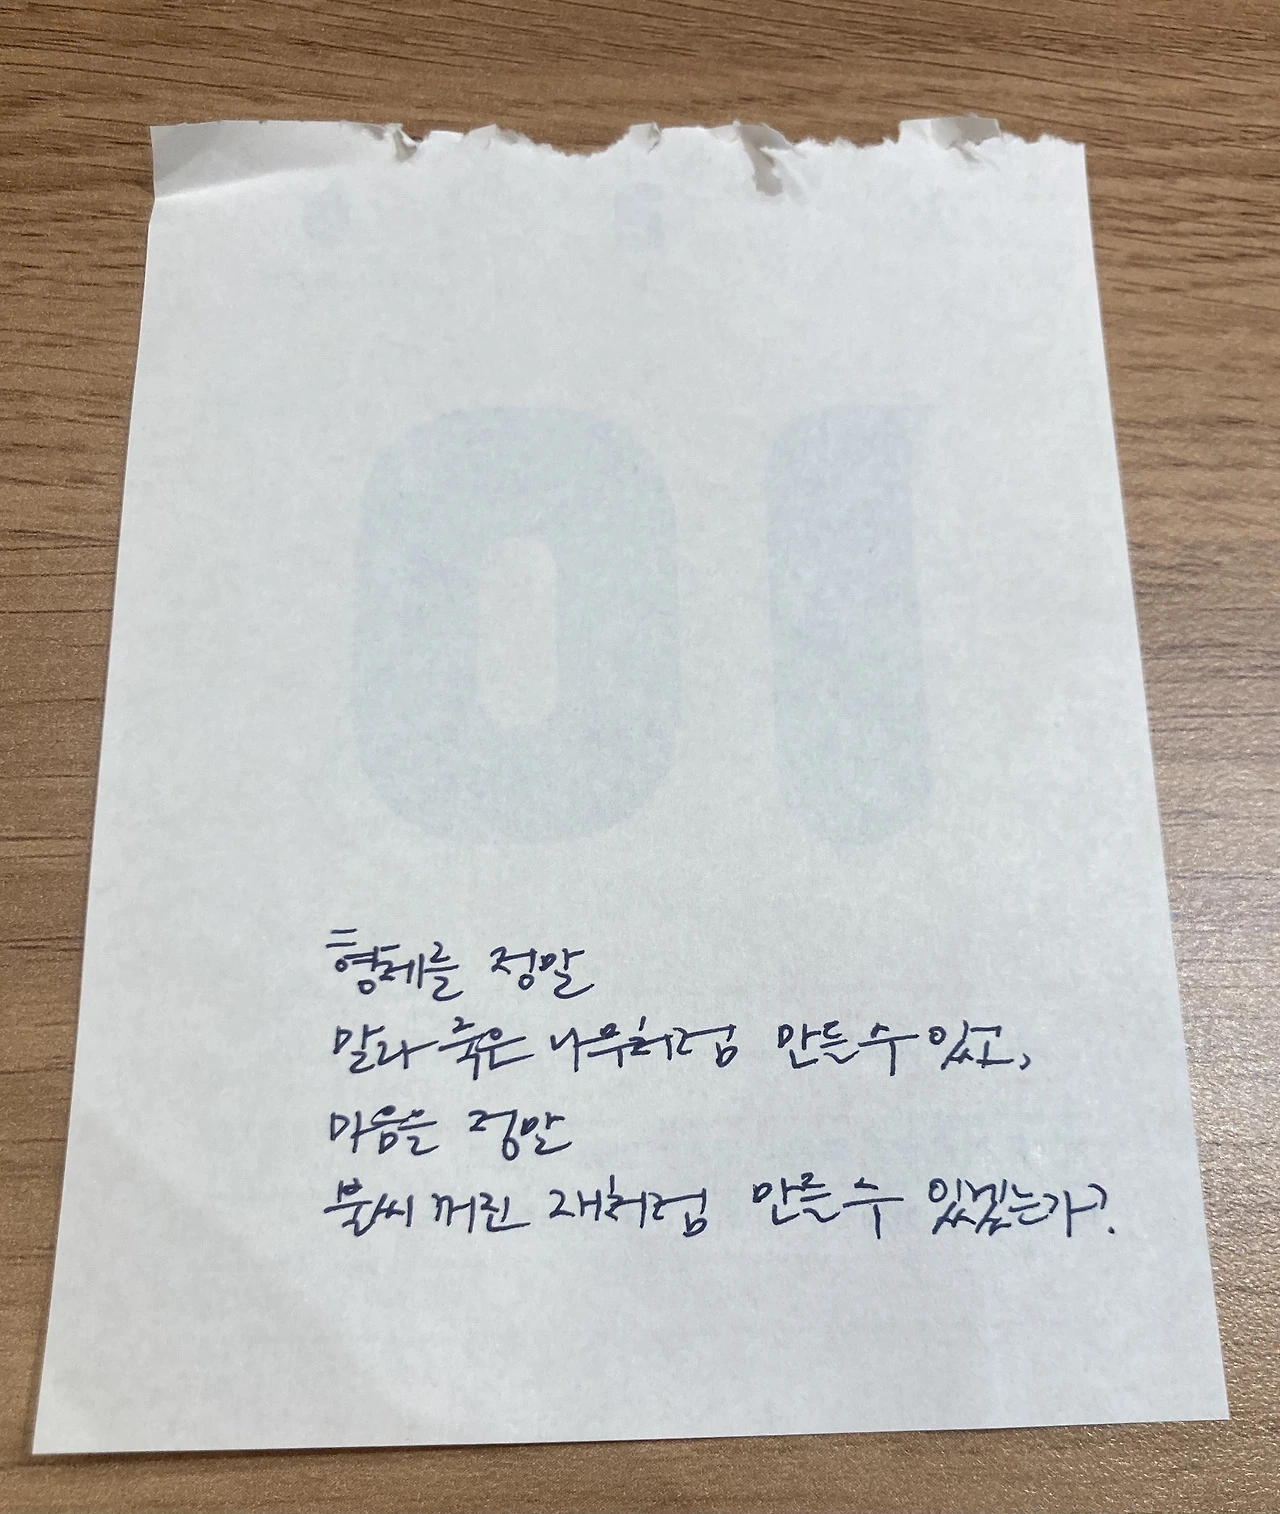 형체를 정말
말라 죽은 나무처럼 만들 수 있고,
마음은 정말
불씨 꺼진 재처럼 만들 수 있겠는가?